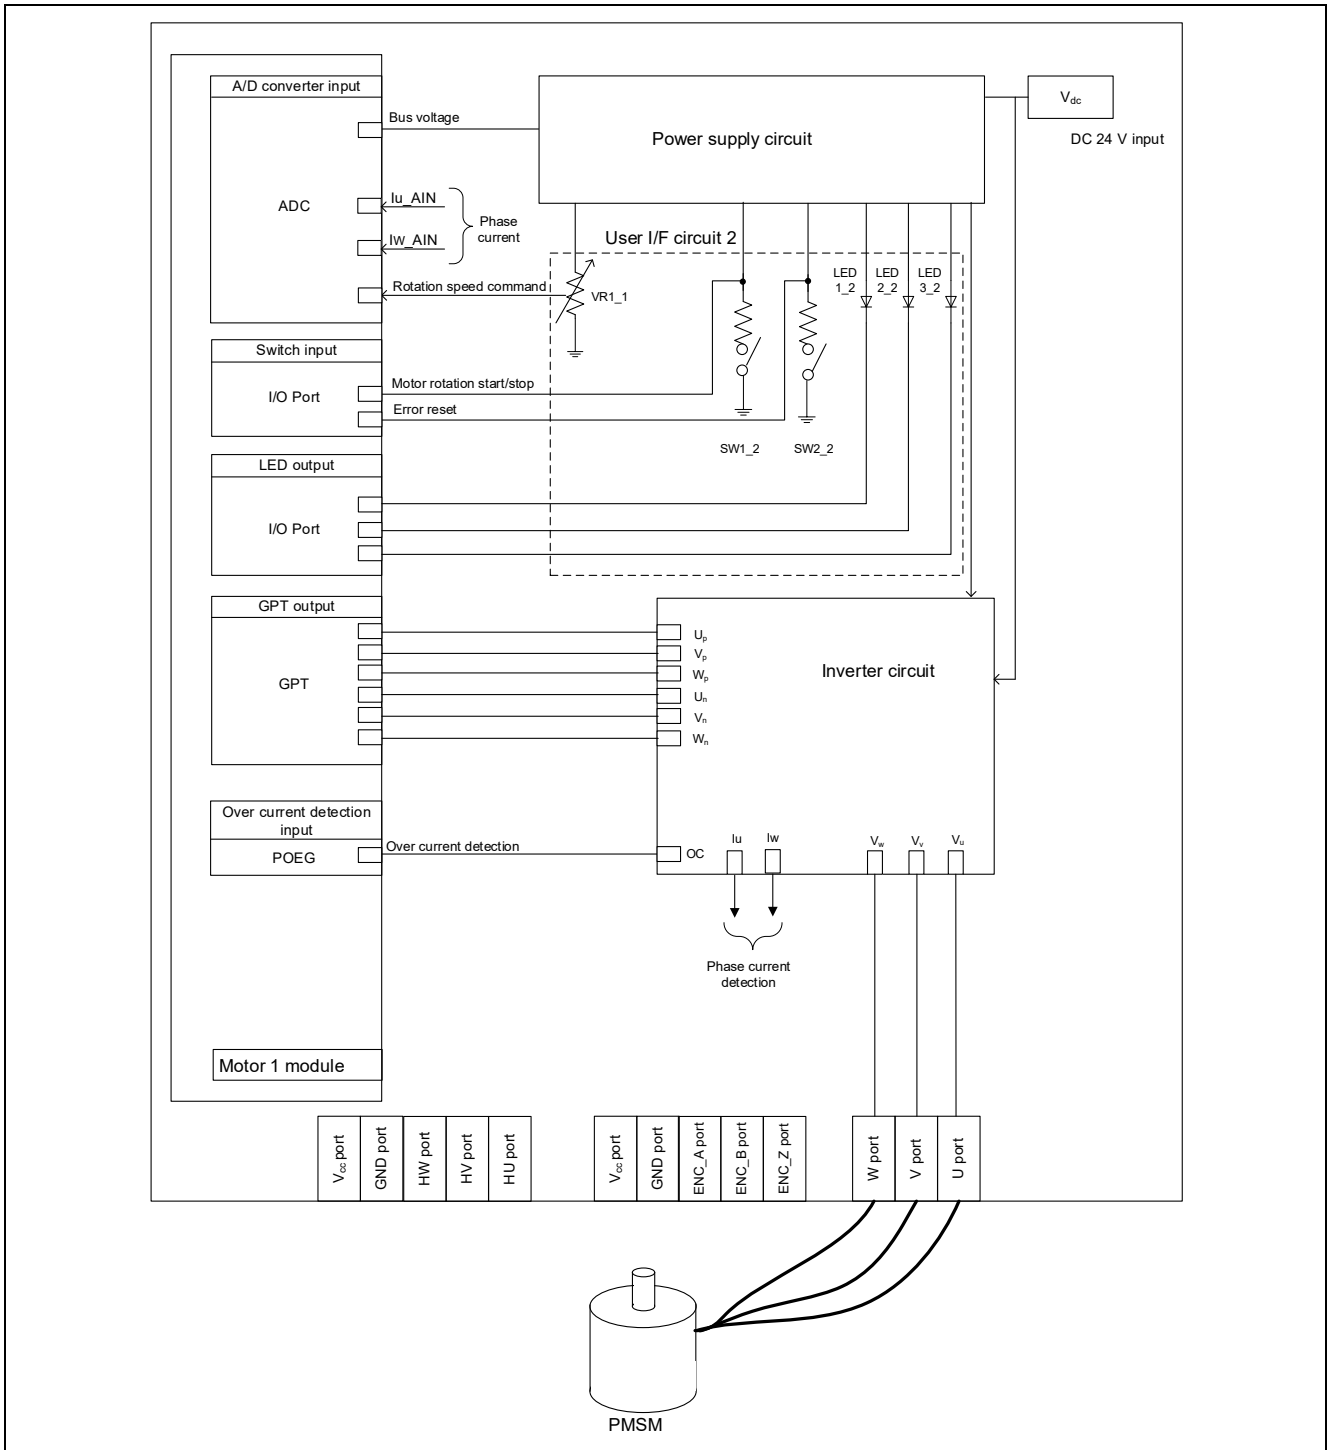 A/D converter input
ADC
Bus voltage
Iu_AIN
Iw_AIN
Phase
current
Rotation speed command
Power supply circuit
Vdc
DC 24 V input
User I/F circuit 2
VR1_1
LED
1_2
LED
2_2
LED
3_2
Switch input
I/O Port
Motor rotation start/stop
Error reset
SW1_2
SW2_2
LED output
I/O Port
GPT output
GPT
Up
Vp
Wp
Un
Vn
Wn
Inverter circuit
Over current detection
input
POEG
Over current detection
OC
Iu
Iw
Vw
Vv
Vu
Phase current
detection
Motor 1 module
Vcc port
GND port
HW port
HV port
HU port
Vcc port
GND port
ENC_A port
ENC_B port
ENC_Z port
W port
V port
U port
PMSM